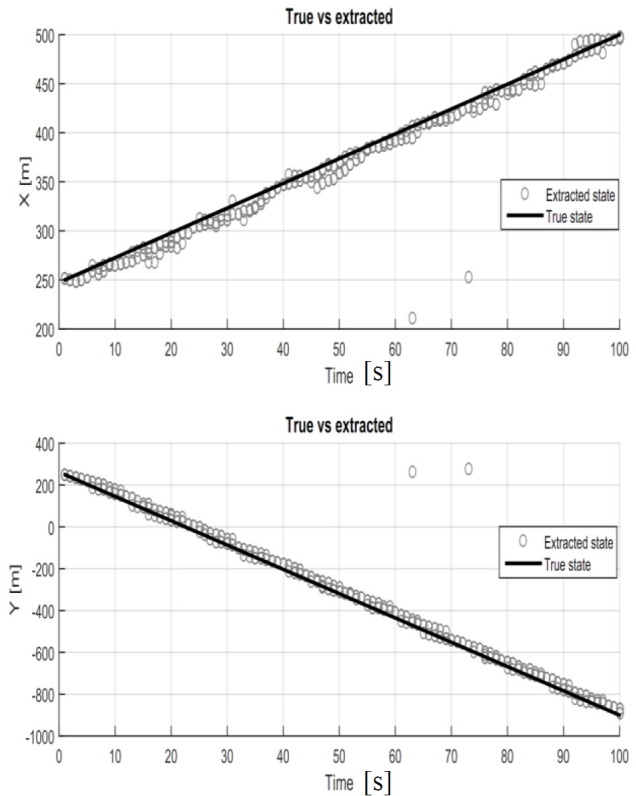 True vs extracted
500
450
400
350
300
250
200
X [m]
Extracted state
True state
0 10 20 30 40 50 60 70 80 90 100
Time [s]
True vs extracted
400
200
0
-200
-400
-600
-800
-1000
Y [m]
Extracted state
True state
0 10 20 30 40 50 60 70 80 90 100
Time [s]